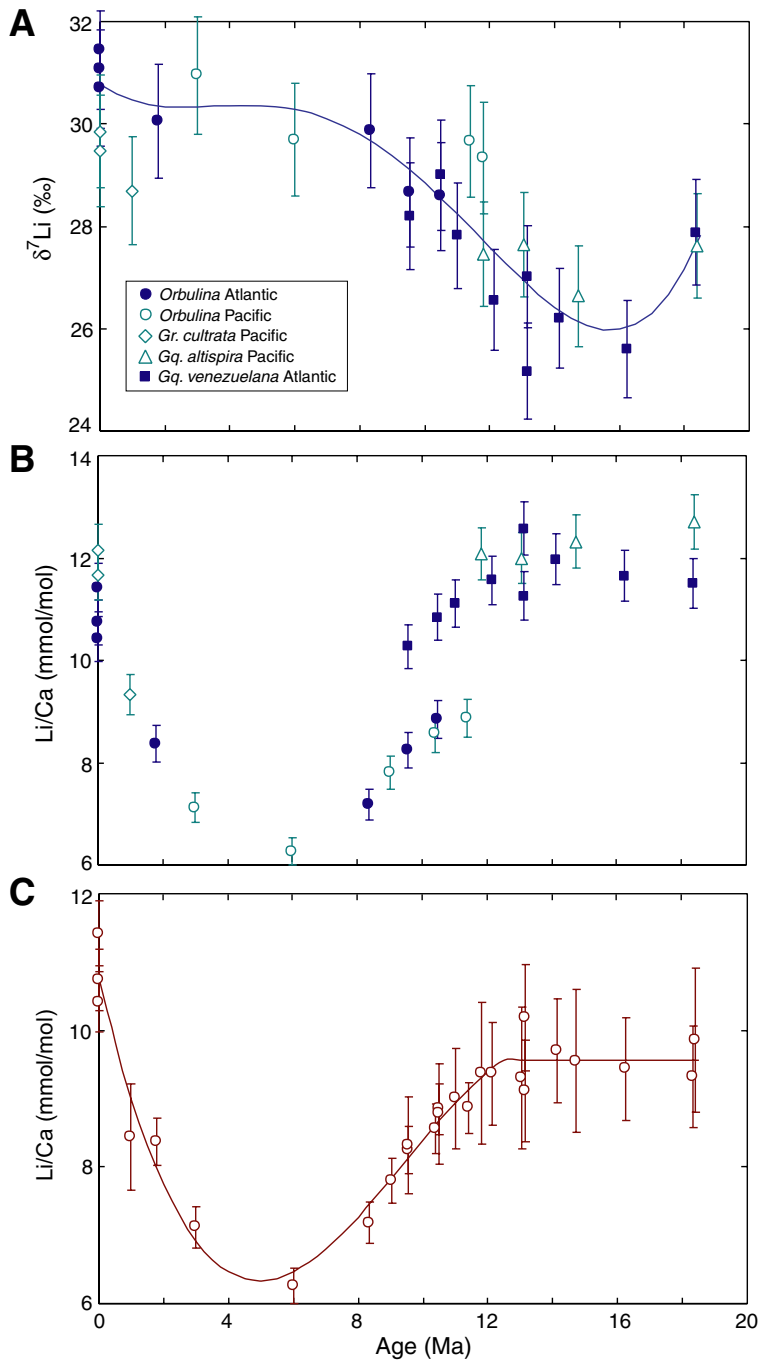 A
32
30
28
26
24
δ⁷Li (‰)
Orbulina Atlantic
Orbulina Pacific
Gr. cultrata Pacific
Gq. altispira Pacific
Gq. venezuelana Atlantic
B
14
12
10
8
6
Li/Ca (mmol/mol)
C
12
10
8
6
Li/Ca (mmol/mol)
0 4 8 12 16 20
Age (Ma)